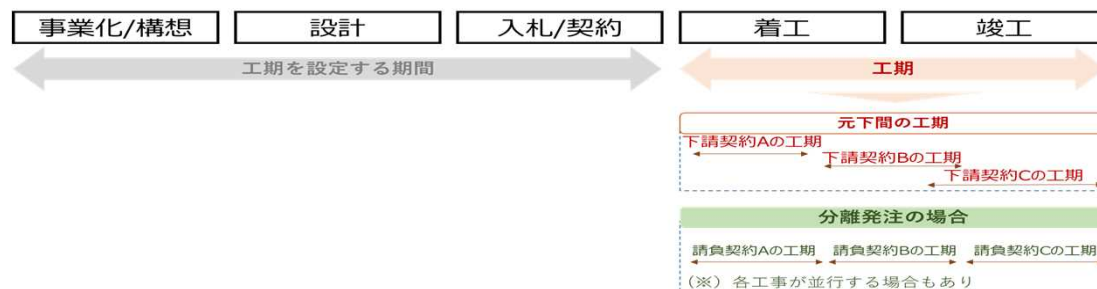 事業化/構想 設計 入札/契約 着工 竣工
工期を設定する期間 工期
元下間の工期
下請契約Aの工期
下請契約Bの工期
下請契約Cの工期
分離発注の場合
請負契約Aの工期 請負契約Bの工期 請負契約Cの工期
(※) 各工事が並行する場合もあり